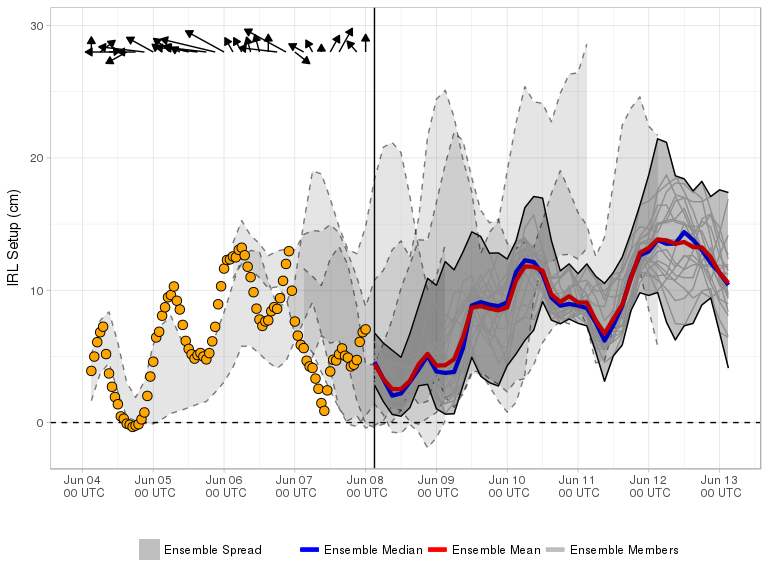 30
20
10
0
IRL Setup (cm)
Jun 04 Jun 05 Jun 06 Jun 07 Jun 08 Jun 09 Jun 10 Jun 11 Jun 12 Jun 13
00 UTC 00 UTC 00 UTC 00 UTC 00 UTC 00 UTC 00 UTC 00 UTC 00 UTC 00 UTC
Ensemble Spread Ensemble Median Ensemble Mean Ensemble Members